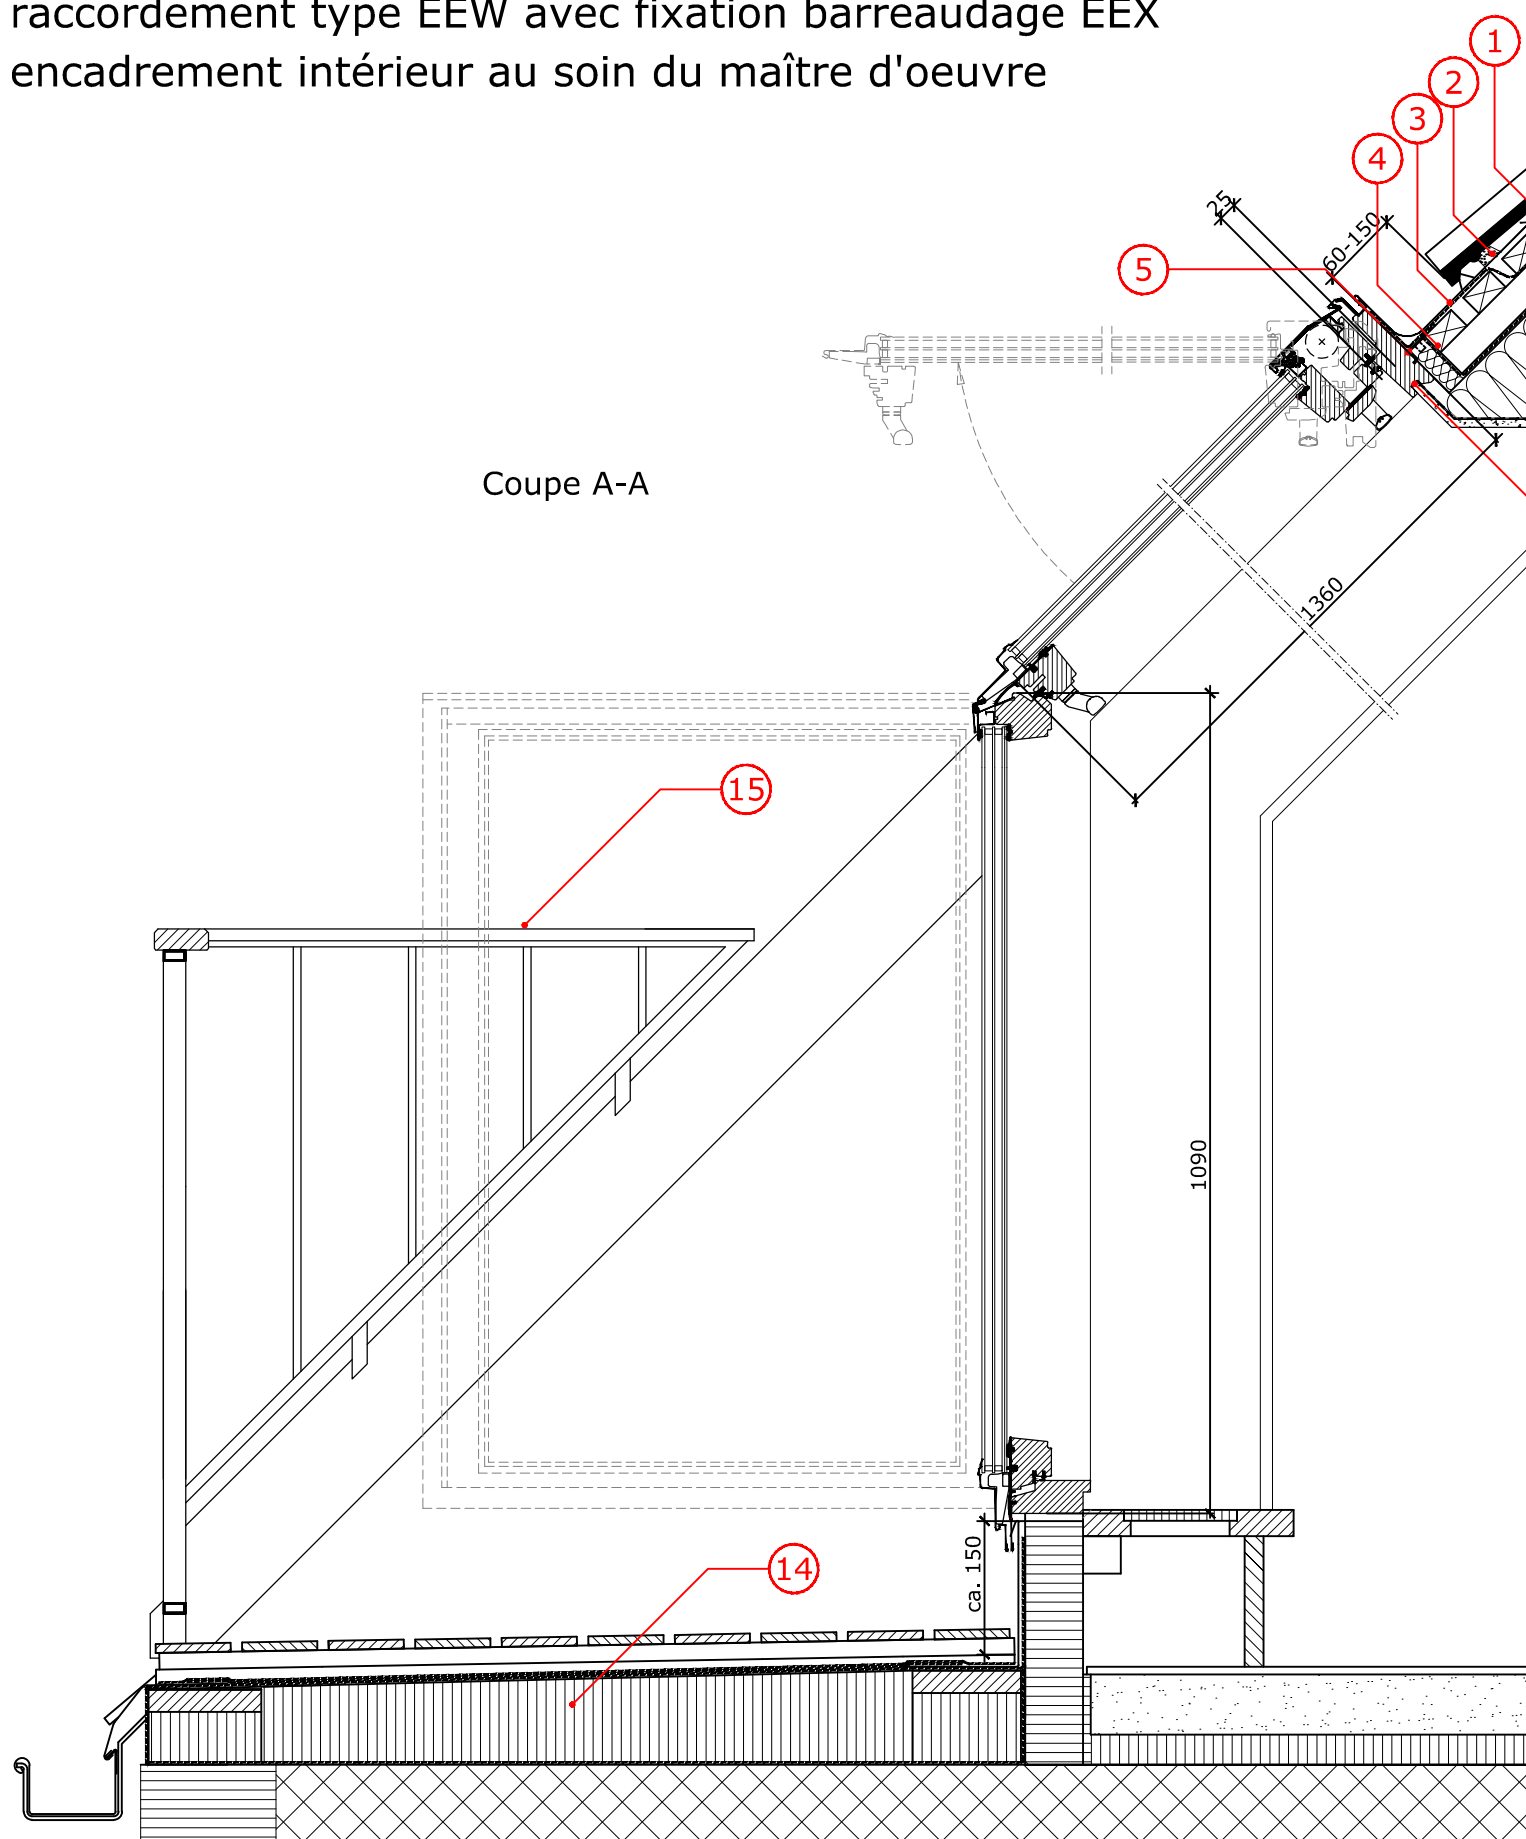 raccordement type EEW avec fixation barreaudage EEX
encadrement intérieur au soin du maître d'oeuvre
1
2
3
4
25
60-150
5
Coupe A-A
1360
15
1090
ca. 150
14